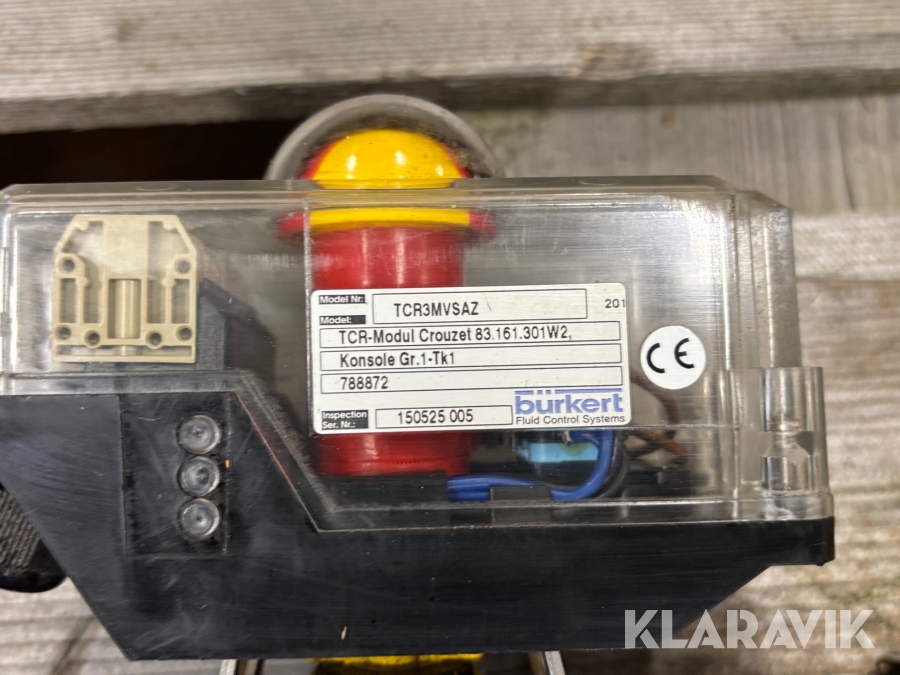 Model Nr: TCR3MVSAZ 201
Model: TCR-Modul Crouzet 83.161.301W2,
Konsole Gr.1-Tk1
788872
Inspection Ser. Nr.: 150525 005
bürkert
Fluid Control Systems
CE
KLARAVIK